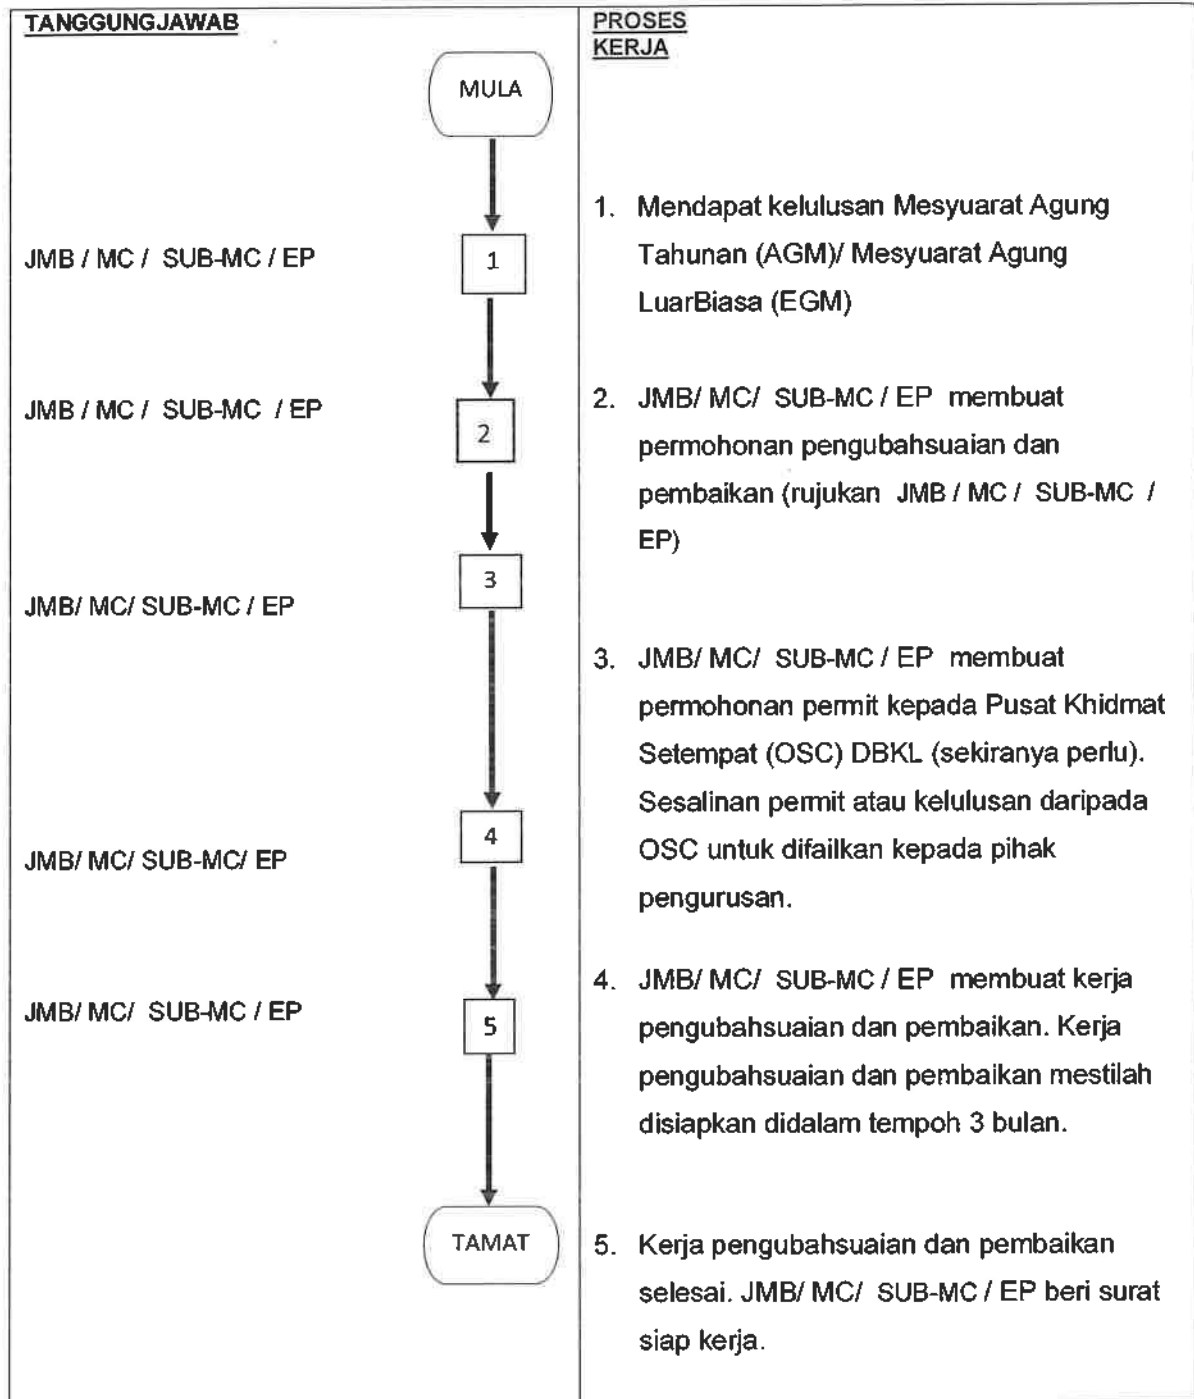 TANGGUNGJAWAB
MULA
JMB / MC / SUB-MC / EP
1
JMB / MC / SUB-MC / EP
2
3
JMB/ MC/ SUB-MC / EP
4
JMB/ MC/ SUB-MC/ EP
JMB/ MC/ SUB-MC / EP
5
TAMAT
PROSES
KERJA
1. Mendapat kelulusan Mesyuarat Agung
Tahunan (AGM)/ Mesyuarat Agung
LuarBiasa (EGM)
2. JMB/ MC/ SUB-MC / EP membuat
permohonan pengubahsuaian dan
pembaikan (rujukan JMB / MC / SUB-MC /
EP)
3. JMB/ MC/ SUB-MC / EP membuat
permohonan permit kepada Pusat Khidmat
Setempat (OSC) DBKL (sekiranya perlu).
Sesalinan permit atau kelulusan daripada
OSC untuk difailkan kepada pihak
pengurusan.
4. JMB/ MC/ SUB-MC / EP membuat kerja
pengubahsuaian dan pembaikan. Kerja
pengubahsuaian dan pembaikan mestilah
disiapkan didalam tempoh 3 bulan.
5. Kerja pengubahsuaian dan pembaikan
selesai. JMB/ MC/ SUB-MC / EP beri surat
siap kerja.